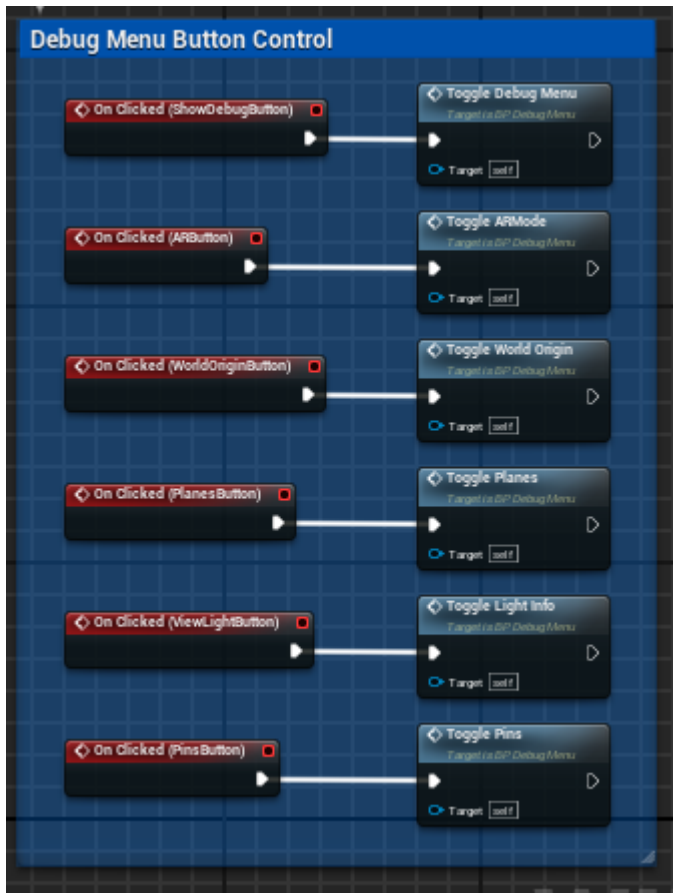 Debug Menu Button Control
On Clicked (ShowDebugButton)
Toggle Debug Menu
Target is BP Debug Menu
Target self
On Clicked (ARButton)
Toggle ARMode
Target is BP Debug Menu
Target self
On Clicked (WorldOriginButton)
Toggle World Origin
Target is BP Debug Menu
Target self
On Clicked (PlanesButton)
Toggle Planes
Target is BP Debug Menu
Target self
On Clicked (ViewLightButton)
Toggle Light Info
Target is BP Debug Menu
Target self
On Clicked (PinsButton)
Toggle Pins
Target is BP Debug Menu
Target self